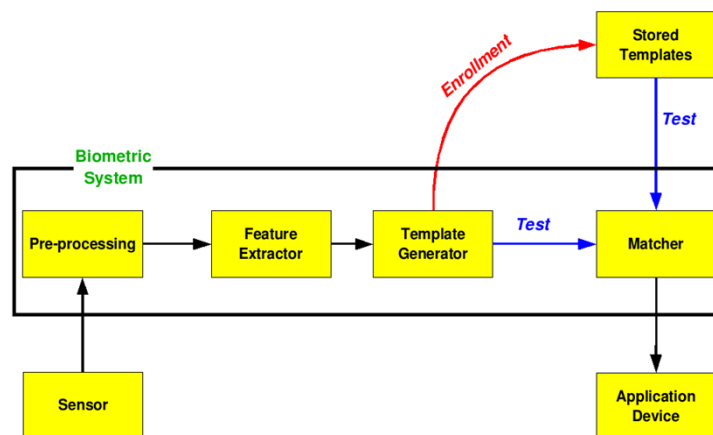 Stored
Templates
Enrollment
Test
Biometric
System
Pre-processing
Feature
Extractor
Template
Generator
Test
Matcher
Sensor
Application
Device